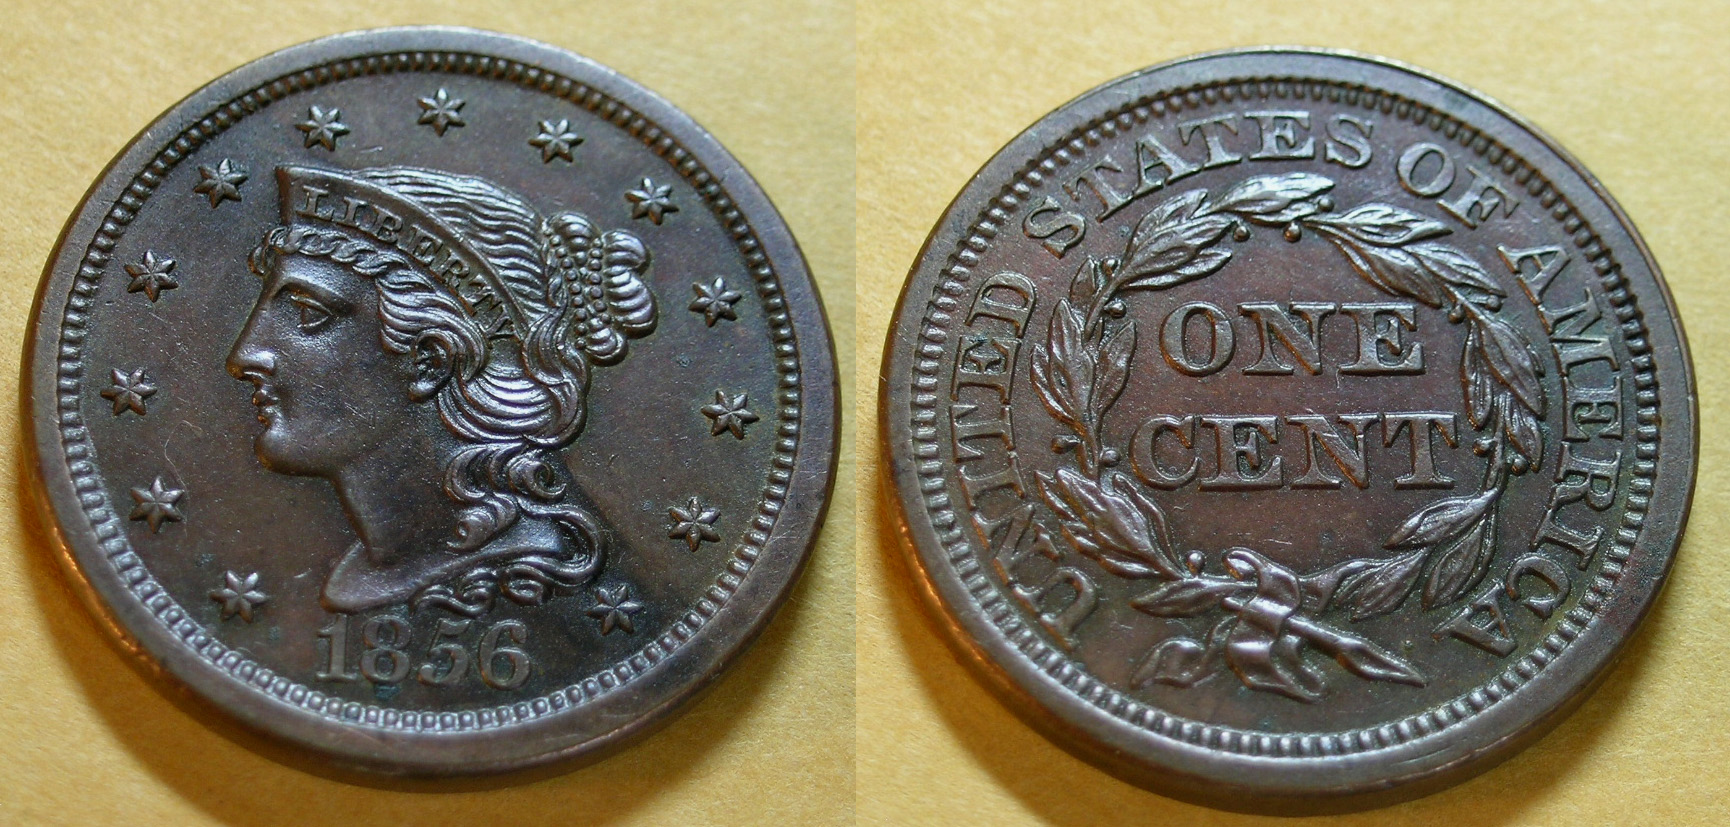 LIBERTY
1856
UNITED STATES OF AMERICA
ONE
CENT